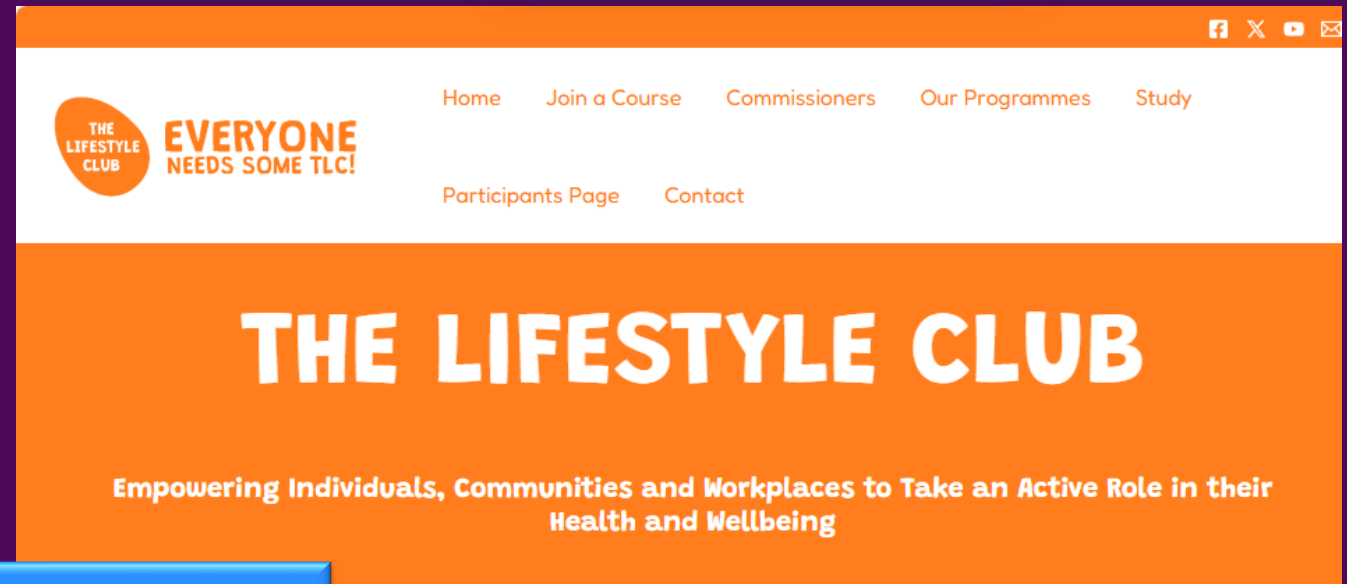 THE
LIFESTYLE
CLUB
EVERYONE
NEEDS SOME TLC!
Home Join a Course Commissioners Our Programmes Study
Participants Page Contact
THE LIFESTYLE CLUB
Empowering Individuals, Communities and Workplaces to Take an Active Role in their
Health and Wellbeing